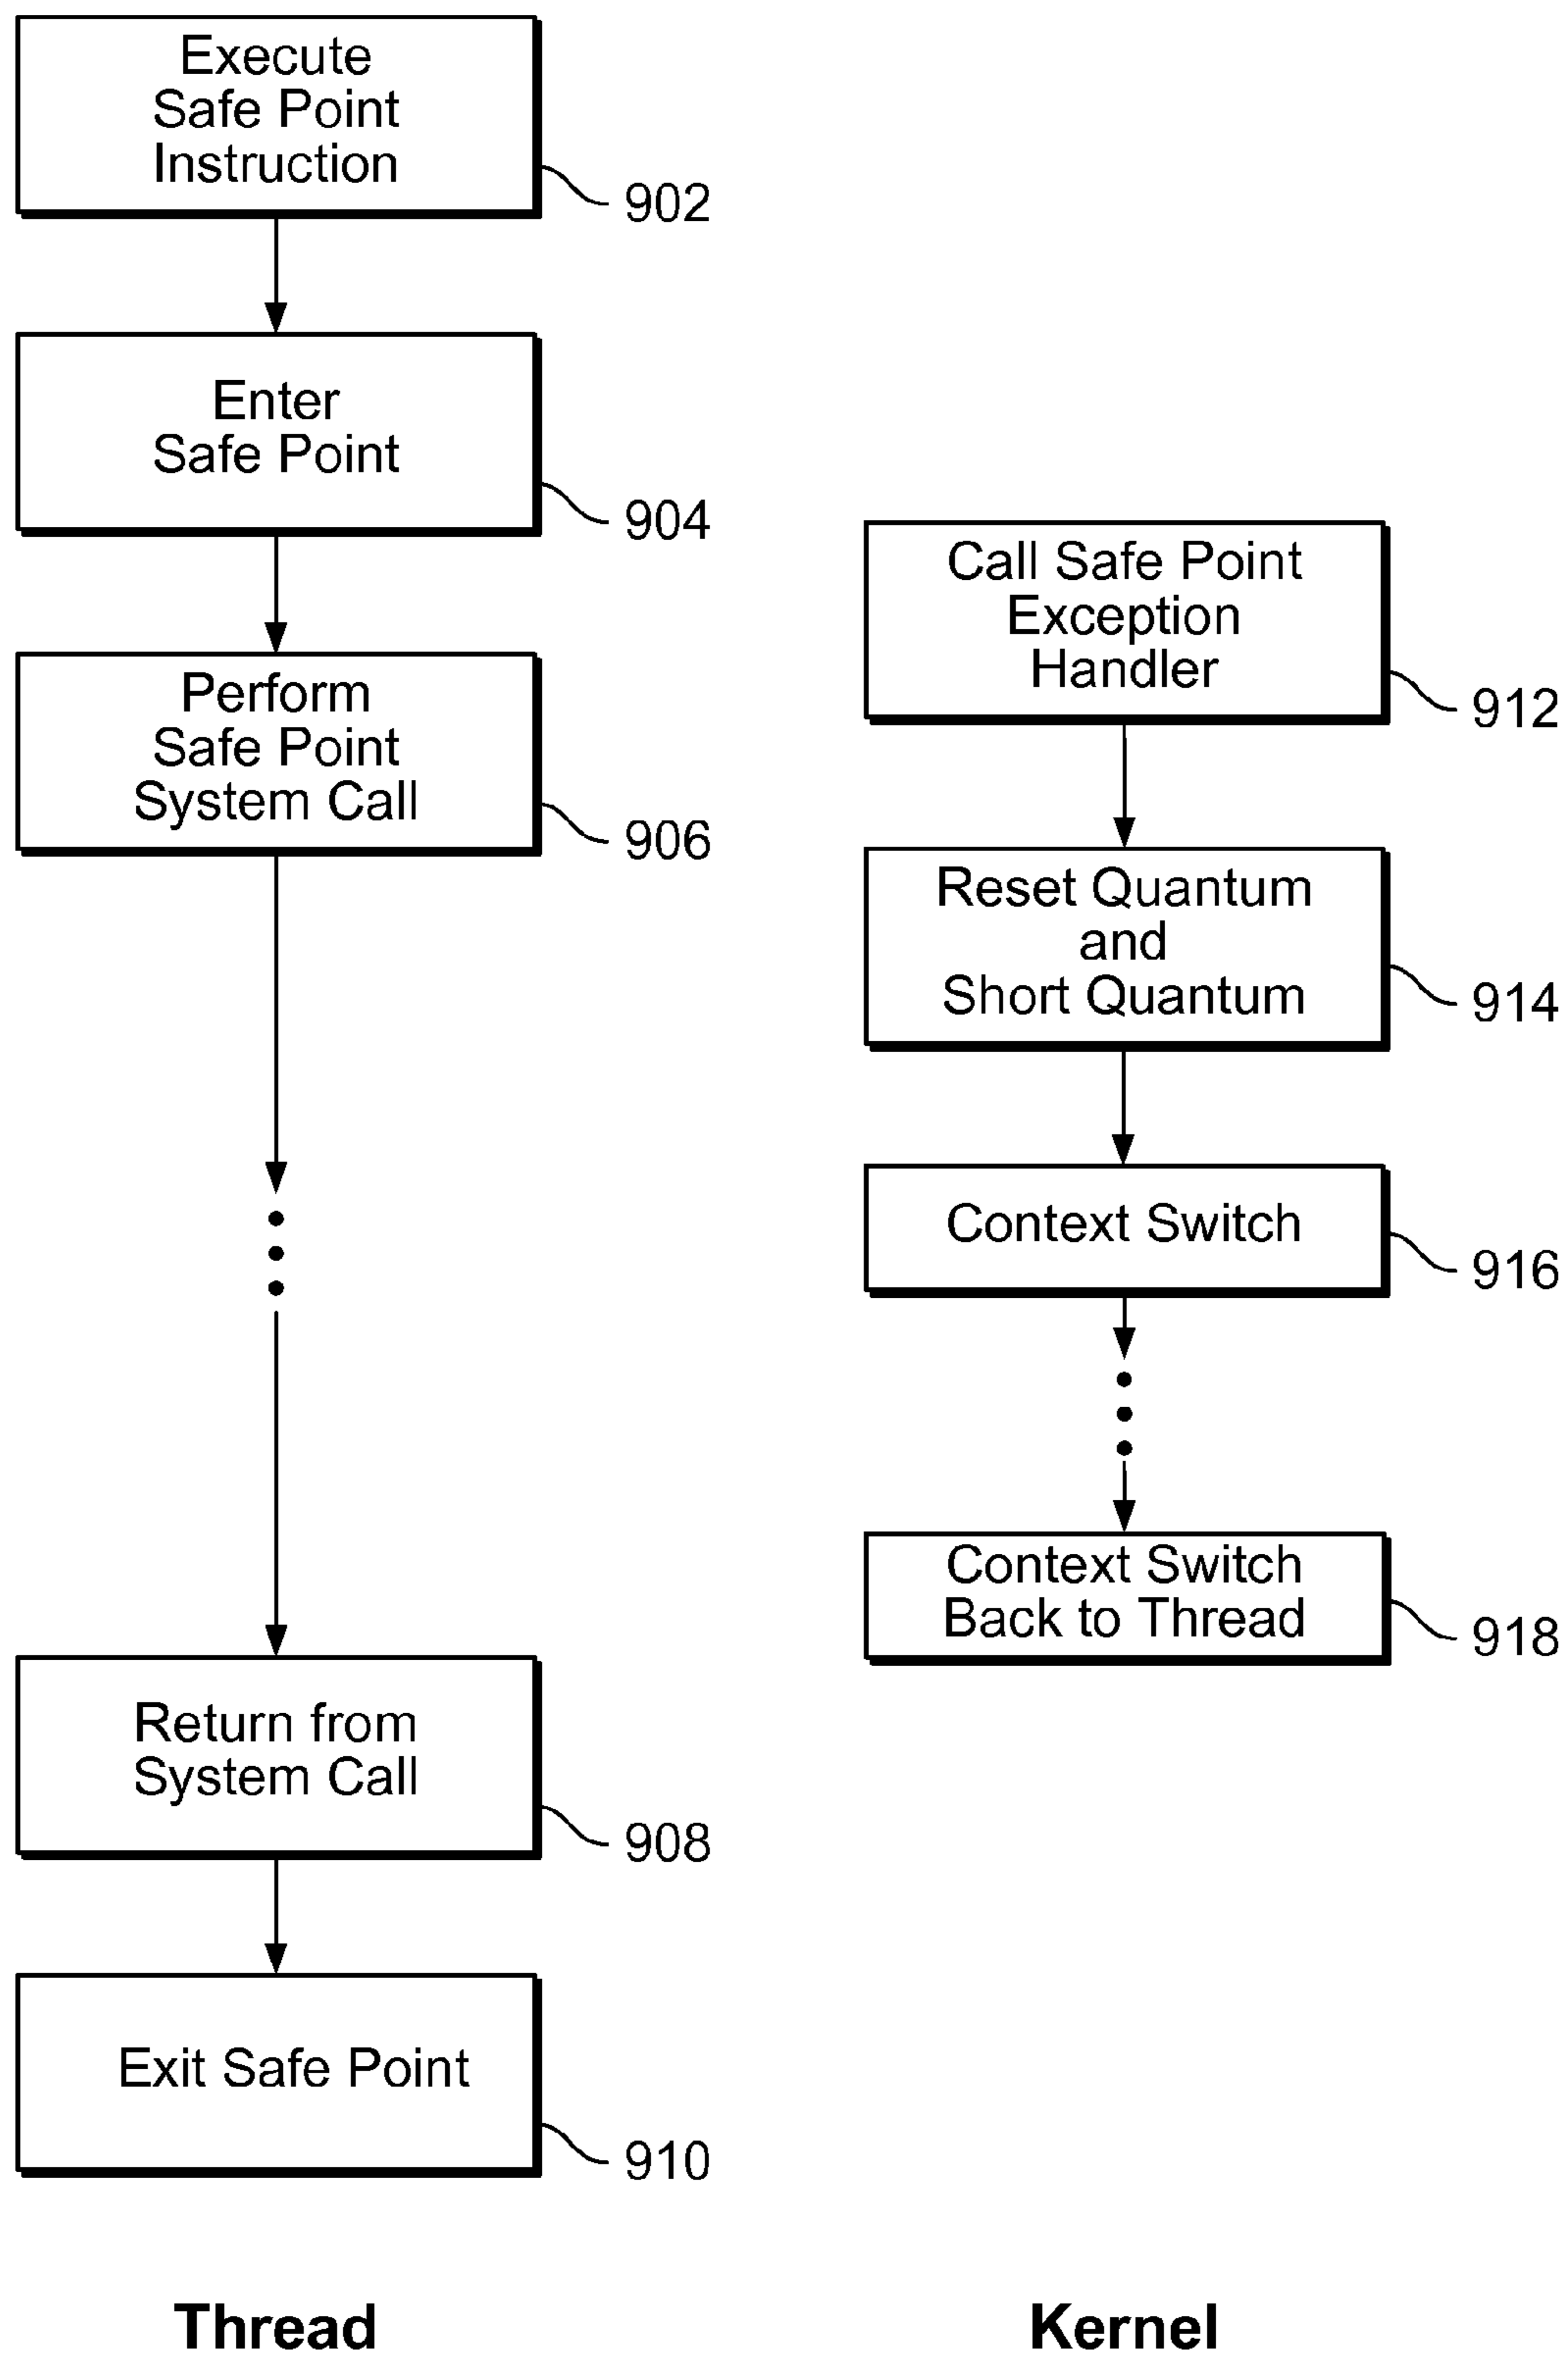 Execute
Safe Point
Instruction
902
Enter
Safe Point
904
Perform
Safe Point
System Call
906
Return from
System Call
908
Exit Safe Point
910
Thread
Call Safe Point
Exception
Handler
912
Reset Quantum
and
Short Quantum
914
Context Switch
916
Context Switch
Back to Thread
918
Kernel